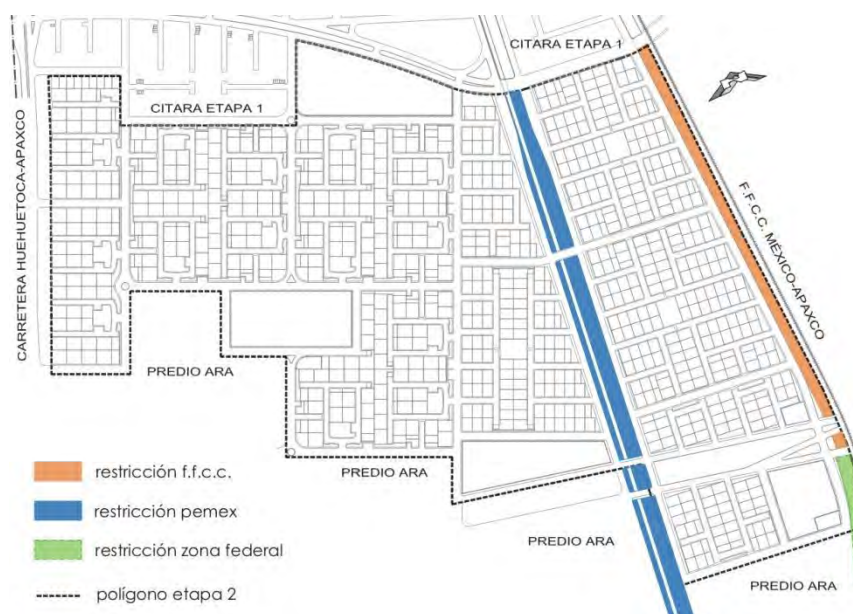 CITARA ETAPA 1
CITARA ETAPA 1
CARRETERA HUEHUETOCA-APAXCO
F.F.C.C. MÉXICO-APAXCO
PREDIO ARA
PREDIO ARA
PREDIO ARA
PREDIO ARA
restricción f.f.c.c.
restricción pemex
restricción zona federal
polígono etapa 2